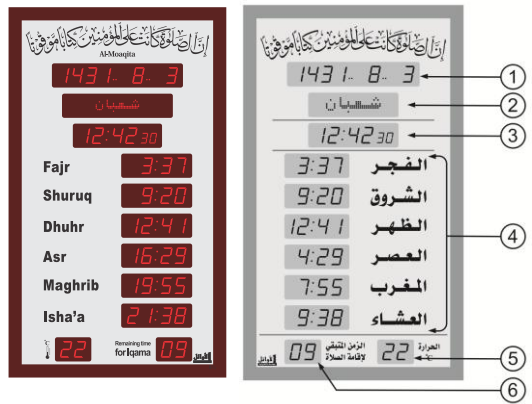 إن الصلوة كانت على المؤمنين كتابا موقوتا
Al-Moaqita
1431.. 8.. 3
شعبان
12:42 30
Fajr 3:37
Shuruq 9:20
Dhuhr 12:41
Asr 16:29
Maghrib 19:55
Isha'a 21:38
°C 22 Remaining time for Iqama 09 الأوائل
إن الصلوة كانت على المؤمنين كتابا موقوتا
1431.. 8.. 3 1
شعبان 2
12:42 30 3
3:37 الفجر
9:20 الشروق
12:41 الظهر
4
4:29 العصر
7:55 المغرب
9:38 العشاء
الأوائل 09 الزمن المتبقي لإقامة الصلاة 22 الحرارة °C 5
6